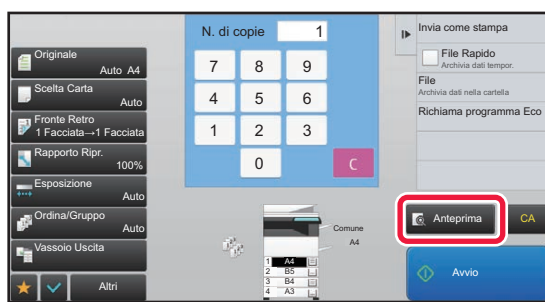 Originale
Auto A4
Scelta Carta
Auto
Fronte Retro
1 Facciata→1 Facciata
Rapporto Ripr.
100%
Esposizione
Auto
Ordina/Gruppo
Auto
Vassoio Uscita
Altri
N. di copie
1
7 8 9
4 5 6
1 2 3
0 C
Comune
A4
1 A4
2 B5
3 B4
4 A3
Invia come stampa
File Rapido
Archivia dati tempor.
File
Archivia dati nella cartella
Richiama programma Eco
Anteprima
CA
Avvio